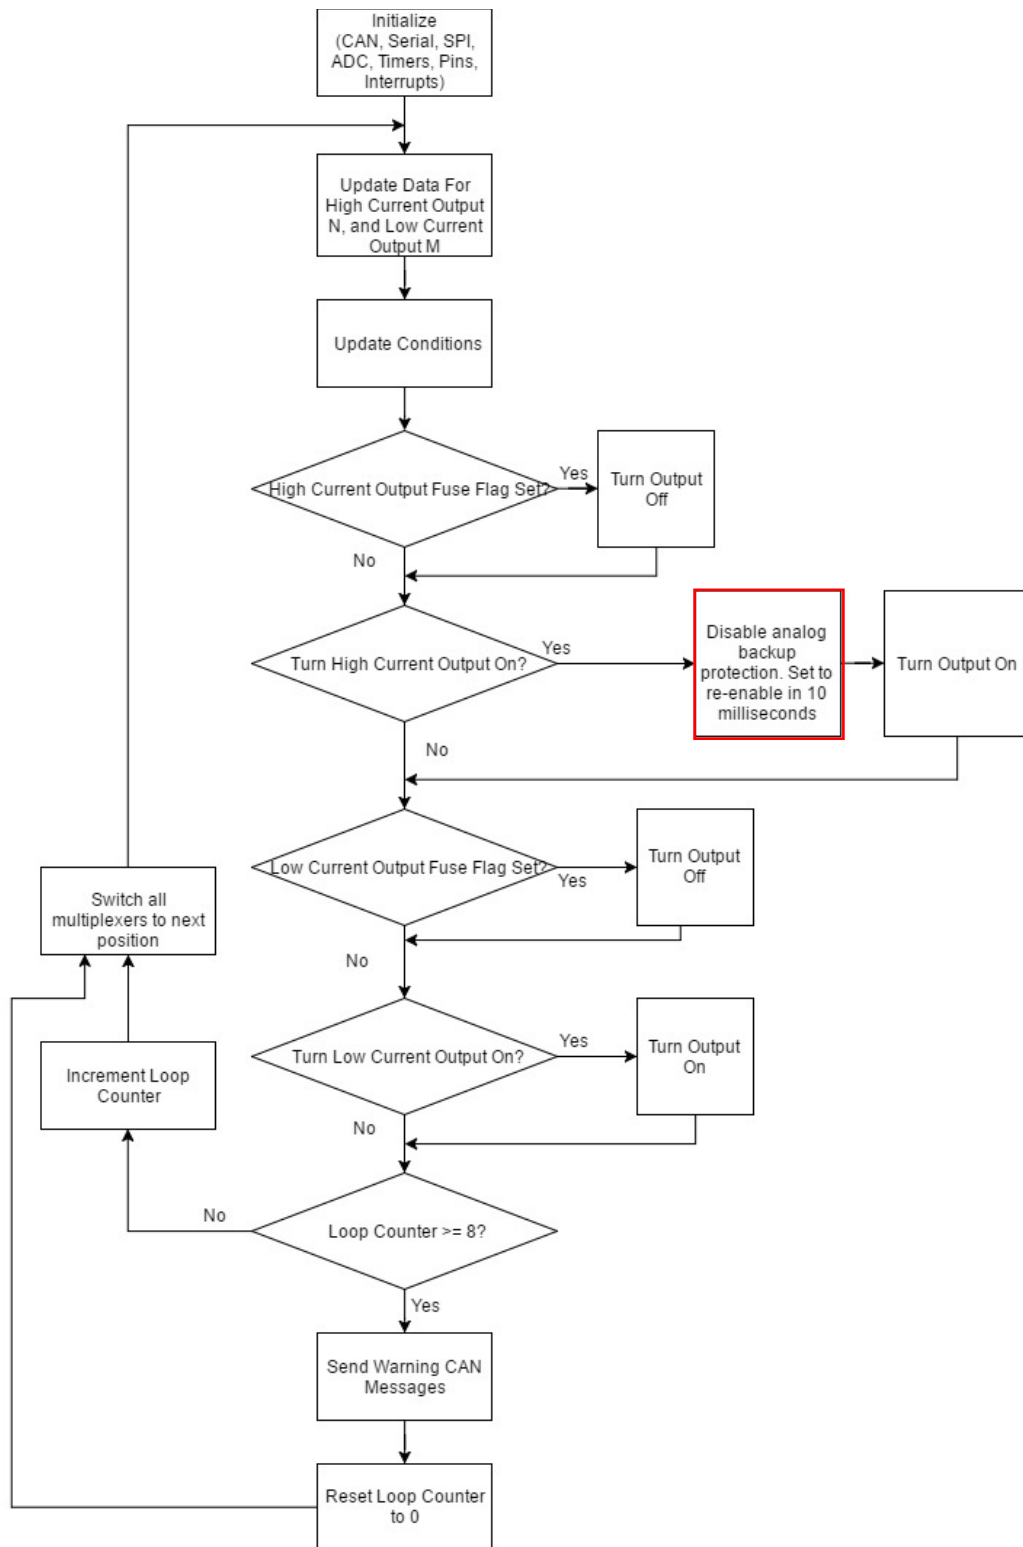 Initialize
(CAN, Serial, SPI,
ADC, Timers, Pins,
Interrupts)
Update Data For
High Current Output
N, and Low Current
Output M
Update Conditions
High Current Output Fuse Flag Set?
Yes
Turn Output
Off
No
Turn High Current Output On?
Yes
Disable analog
backup
protection. Set to
re-enable in 10
milliseconds
Turn Output On
No
Low Current Output Fuse Flag Set?
Yes
Turn Output
Off
Switch all
multiplexers to next
position
No
Turn Low Current Output On?
Yes
Turn Output
On
Increment Loop
Counter
No
Loop Counter >= 8?
No
Yes
Send Warning CAN
Messages
Reset Loop Counter
to 0